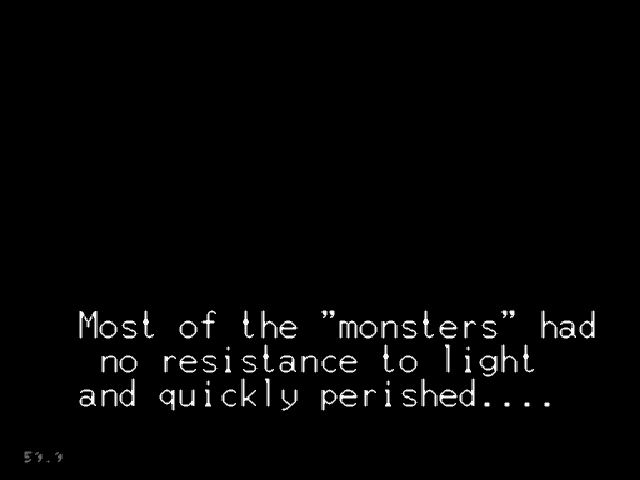 Most of the "monsters" had
no resistance to light
and quickly perished....